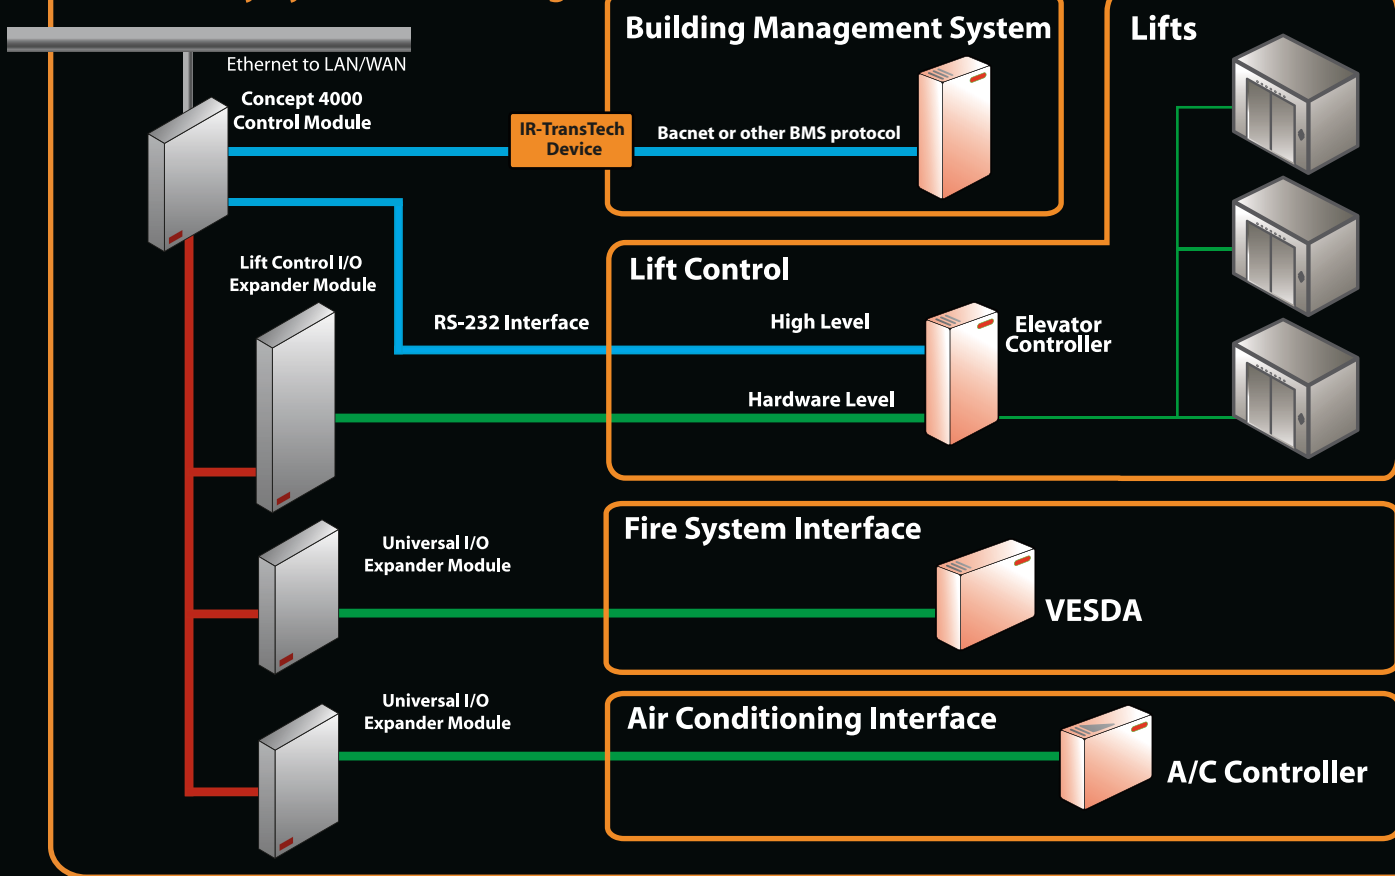 Building Management System
Lifts
Ethernet to LAN/WAN
Concept 4000
Control Module
IR-TransTech
Device
Bacnet or other BMS protocol
Lift Control I/O
Expander Module
Lift Control
RS-232 Interface
High Level
Elevator
Controller
Hardware Level
Fire System Interface
Universal I/O
Expander Module
VESDA
Universal I/O
Expander Module
Air Conditioning Interface
A/C Controller